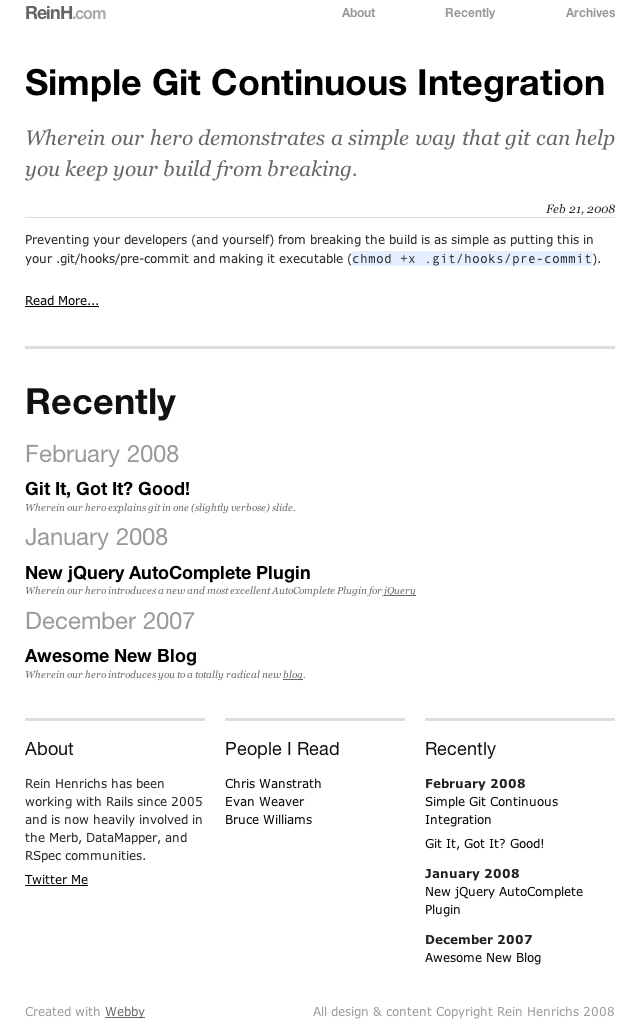 ReinH.com About Recently Archives
Simple Git Continuous Integration
Wherein our hero demonstrates a simple way that git can help
you keep your build from breaking.
Feb 21, 2008
Preventing your developers (and yourself) from breaking the build is as simple as putting this in
your .git/hooks/pre-commit and making it executable (chmod +x .git/hooks/pre-commit).
Read More...
Recently
February 2008
Git It, Got It? Good!
Wherein our hero explains git in one (slightly verbose) slide.
January 2008
New jQuery AutoComplete Plugin
Wherein our hero introduces a new and most excellent AutoComplete Plugin for jQuery
December 2007
Awesome New Blog
Wherein our hero introduces you to a totally radical new blog.
About
Rein Henrichs has been
working with Rails since 2005
and is now heavily involved in
the Merb, DataMapper, and
RSpec communities.
Twitter Me
People I Read
Chris Wanstrath
Evan Weaver
Bruce Williams
Recently
February 2008
Simple Git Continuous
Integration
Git It, Got It? Good!
January 2008
New jQuery AutoComplete
Plugin
December 2007
Awesome New Blog
Created with Webby All design & content Copyright Rein Henrichs 2008